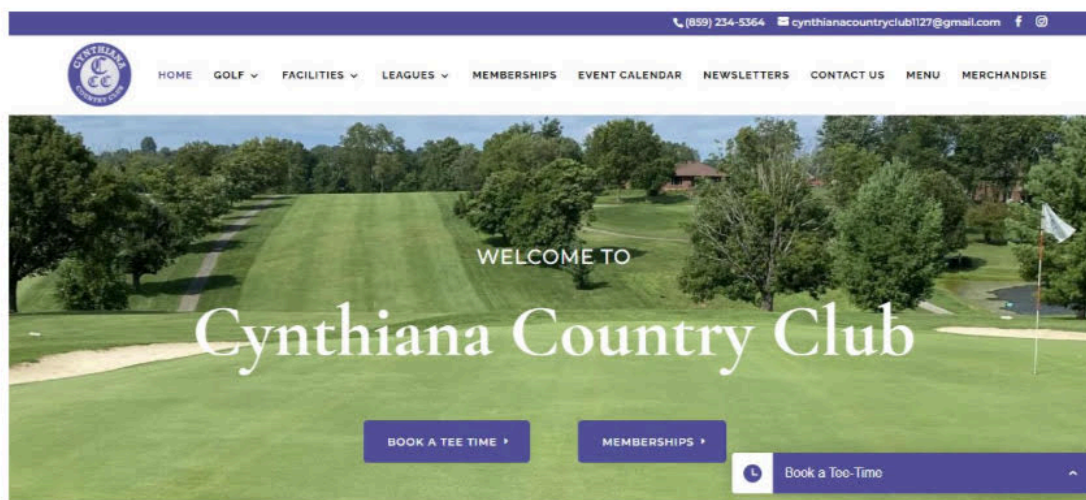 (859) 234-5364 cynthianacountryclub1127@gmail.com
CYNTHIANA
CCC
COUNTRY CLUB
HOME GOLF FACILITIES LEAGUES MEMBERSHIPS EVENT CALENDAR NEWSLETTERS CONTACT US MENU MERCHANDISE
WELCOME TO
Cynthiana Country Club
BOOK A TEE TIME
MEMBERSHIPS
Book a Tee-Time